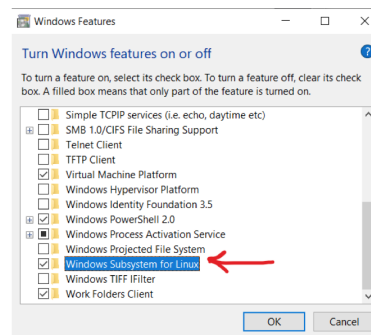 Windows Features
Turn Windows features on or off
?
To turn a feature on, select its check box. To turn a feature off, clear its check
box. A filled box means that only part of the feature is turned on.
Simple TCPIP services (i.e. echo, daytime etc)
SMB 1.0/CIFS File Sharing Support
Telnet Client
TFTP Client
Virtual Machine Platform
Windows Hypervisor Platform
Windows Identity Foundation 3.5
Windows PowerShell 2.0
Windows Process Activation Service
Windows Projected File System
Windows Subsystem for Linux
Windows TIFF IFilter
Work Folders Client
OK
Cancel